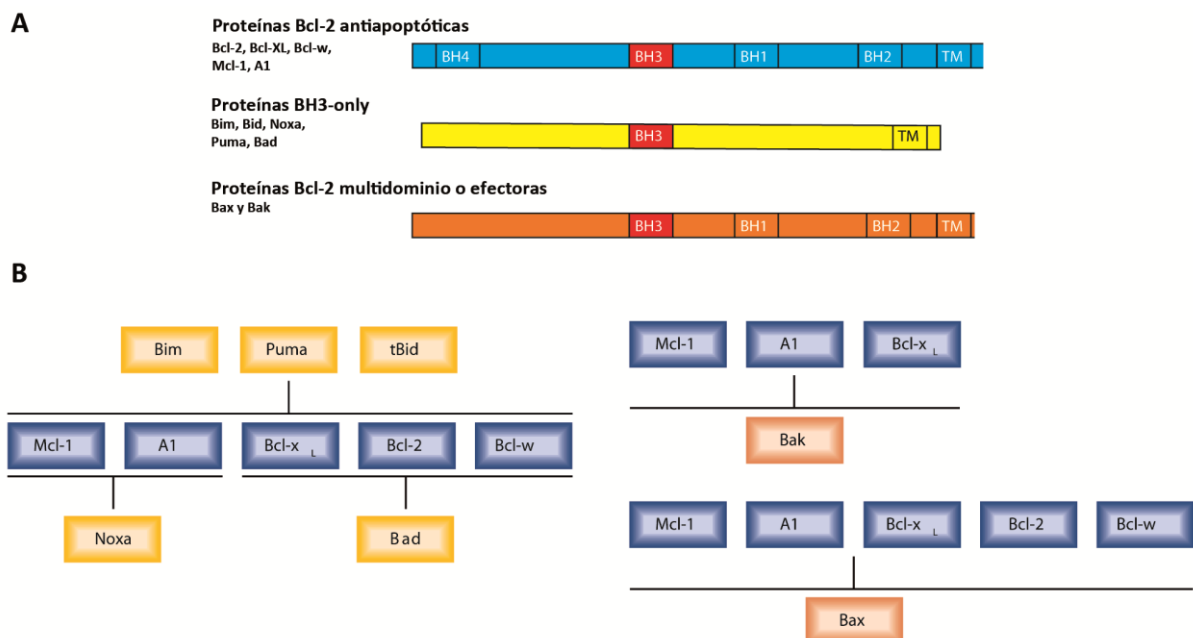 A
Proteínas Bcl-2 antiapoptóticas
Bcl-2, Bcl-XL, Bcl-w,
Mcl-1, A1
BH4 BH3 BH1 BH2 TM
Proteínas BH3-only
Bim, Bid, Noxa,
Puma, Bad
BH3 TM
Proteínas Bcl-2 multidominio o efectoras
Bax y Bak
BH3 BH1 BH2 TM
B
Bim Puma tBid
Mcl-1 A1 Bcl-x L Bcl-2 Bcl-w
Noxa Bad
Mcl-1 A1 Bcl-x L
Bak
Mcl-1 A1 Bcl-x L Bcl-2 Bcl-w
Bax